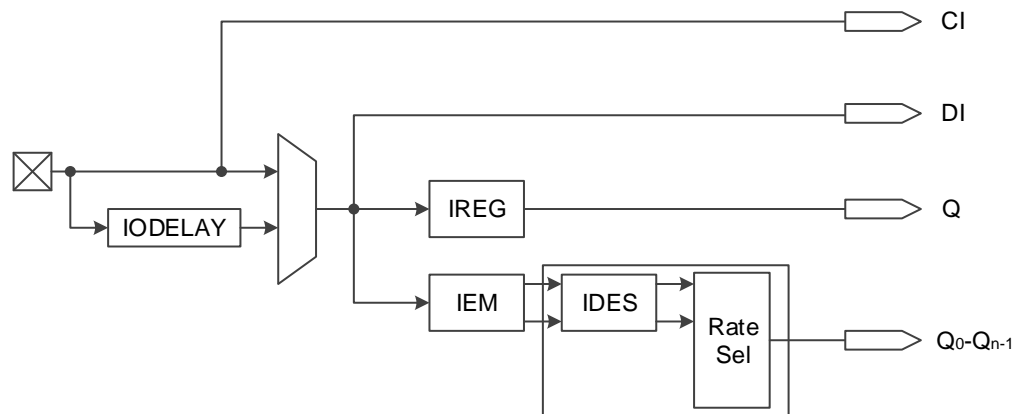 CI
DI
IODELAY
IREG
Q
IEM
IDES
Rate
Sel
Q0-Qn-1